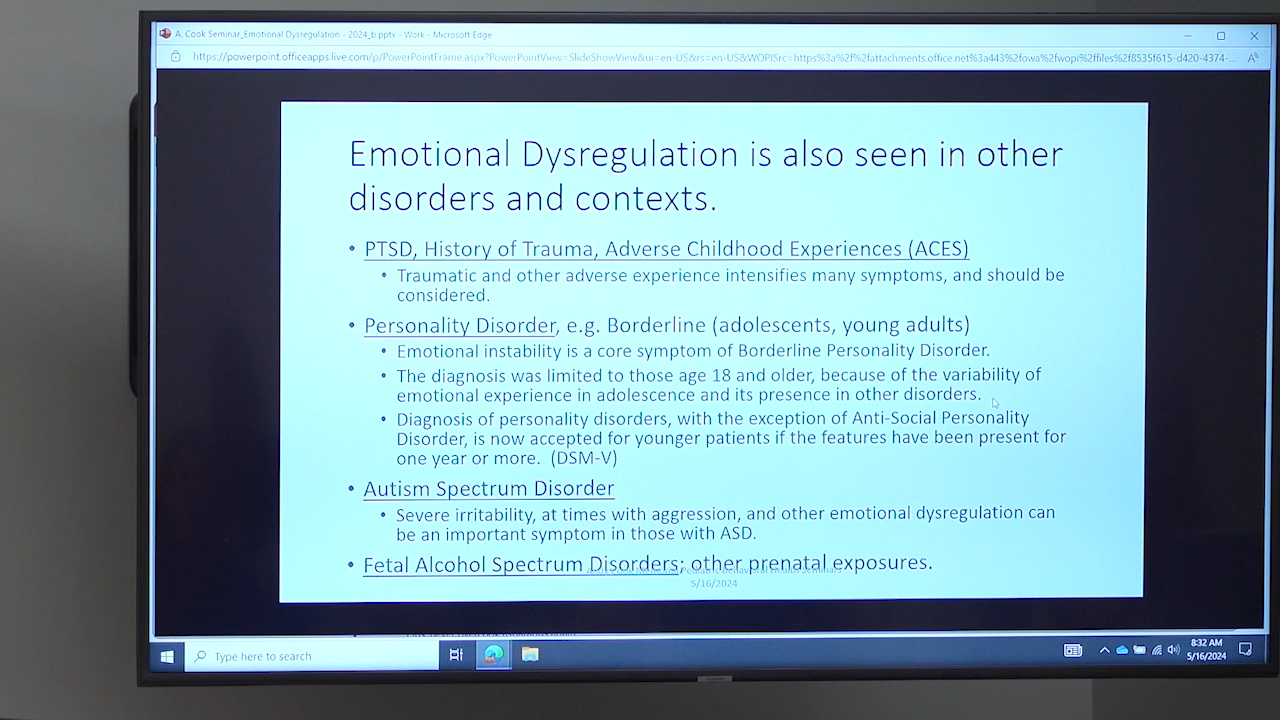 A. Cook Seminar_Emotional Dysregulation - 2024_b.pptx - Work - Microsoft Edge
https://powerpoint.officeapps.live.com/p/PowerPointFrame.aspx?PowerPointView=SlideShowView&ui=en-US&rs=en-US&WOPISrc=https%3a%2f%2fattachments.office.net%3a443%2fowa%2fwopi%2ffiles%2f8535f615-d420-4374-...
Emotional Dysregulation is also seen in other
disorders and contexts.
• PTSD, History of Trauma, Adverse Childhood Experiences (ACES)
• Traumatic and other adverse experience intensifies many symptoms, and should be
considered.
• Personality Disorder, e.g. Borderline (adolescents, young adults)
• Emotional instability is a core symptom of Borderline Personality Disorder.
• The diagnosis was limited to those age 18 and older, because of the variability of
emotional experience in adolescence and its presence in other disorders.
• Diagnosis of personality disorders, with the exception of Anti-Social Personality
Disorder, is now accepted for younger patients if the features have been present for
one year or more. (DSM-V)
• Autism Spectrum Disorder
• Severe irritability, at times with aggression, and other emotional dysregulation can
be an important symptom in those with ASD.
• Fetal Alcohol Spectrum Disorders; other prenatal exposures.
Pediatric Behavioral Health Seminars
5/16/2024
Type here to search
8:32 AM
5/16/2024